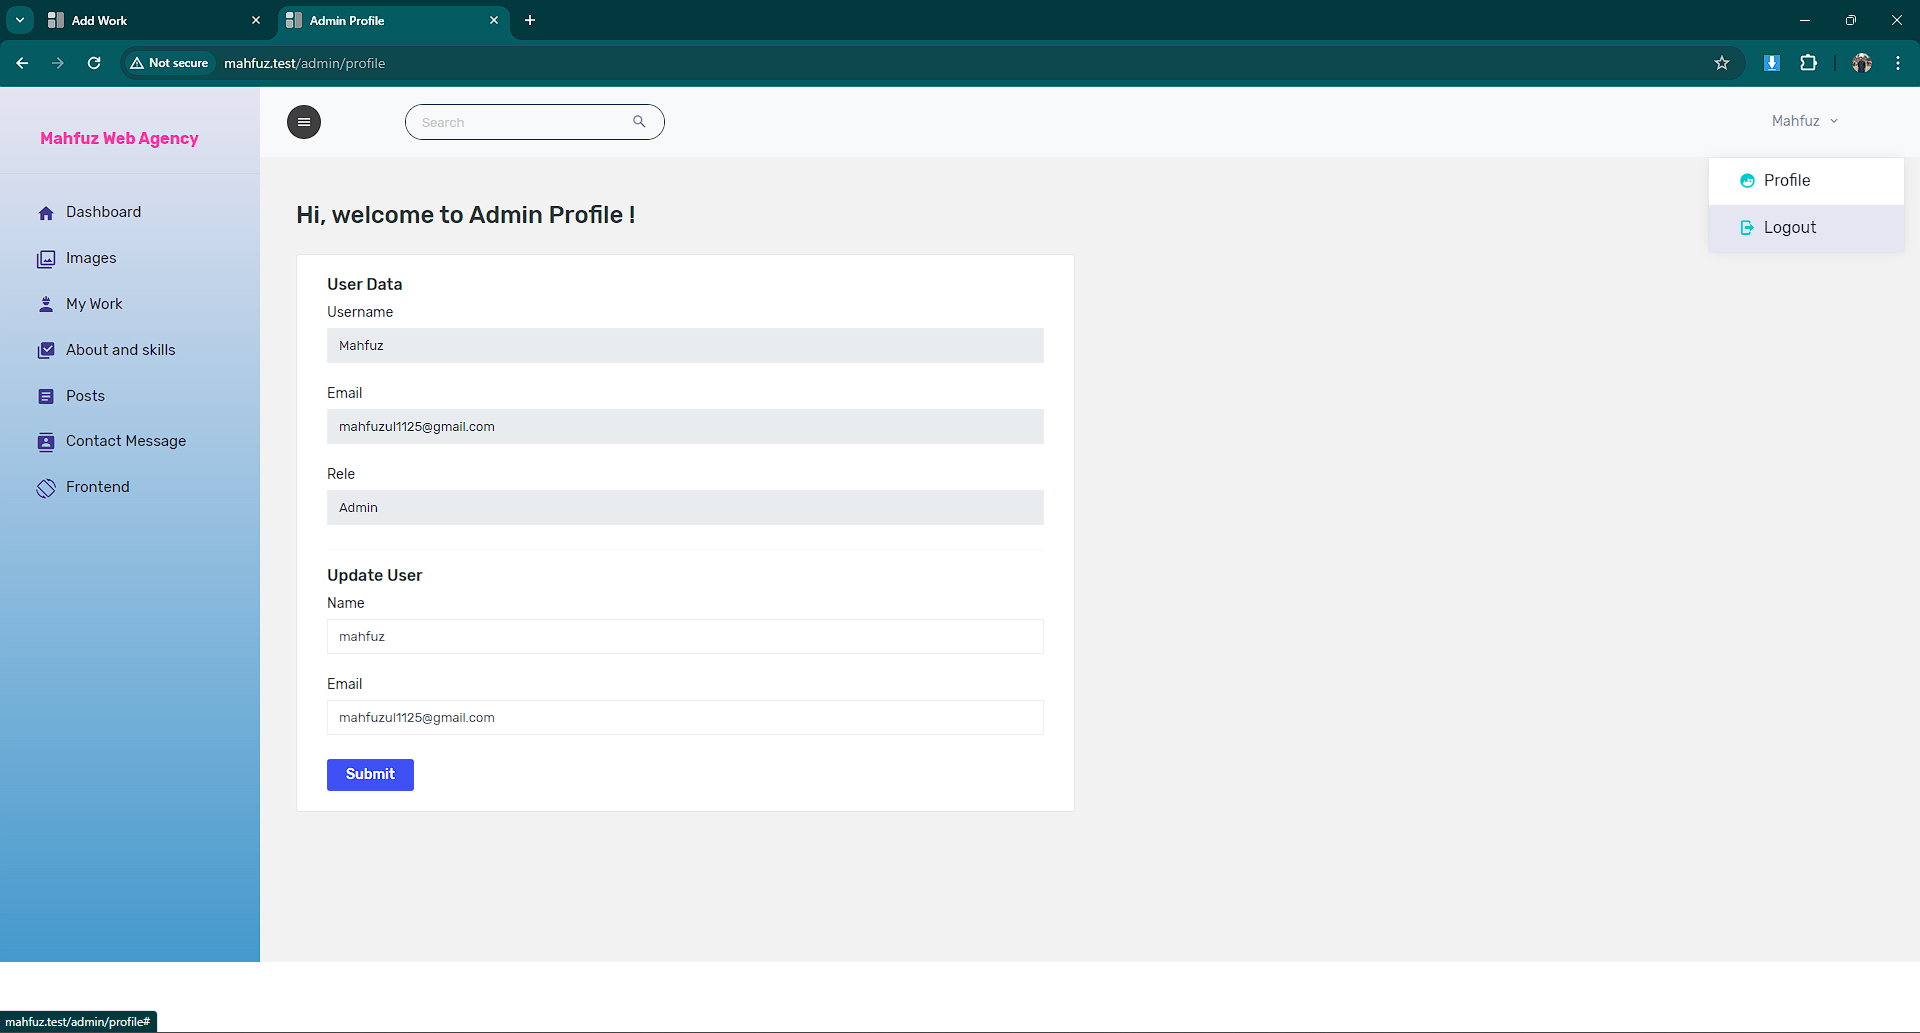 Add Work
Admin Profile
Not secure
mahfuz.test/admin/profile
Mahfuz Web Agency
Search
Mahfuz
Profile
Logout
Dashboard
Images
My Work
About and skills
Posts
Contact Message
Frontend
Hi, welcome to Admin Profile !
User Data
Username
Mahfuz
Email
mahfuzul1125@gmail.com
Rele
Admin
Update User
Name
mahfuz
Email
mahfuzul1125@gmail.com
Submit
mahfuz.test/admin/profile#